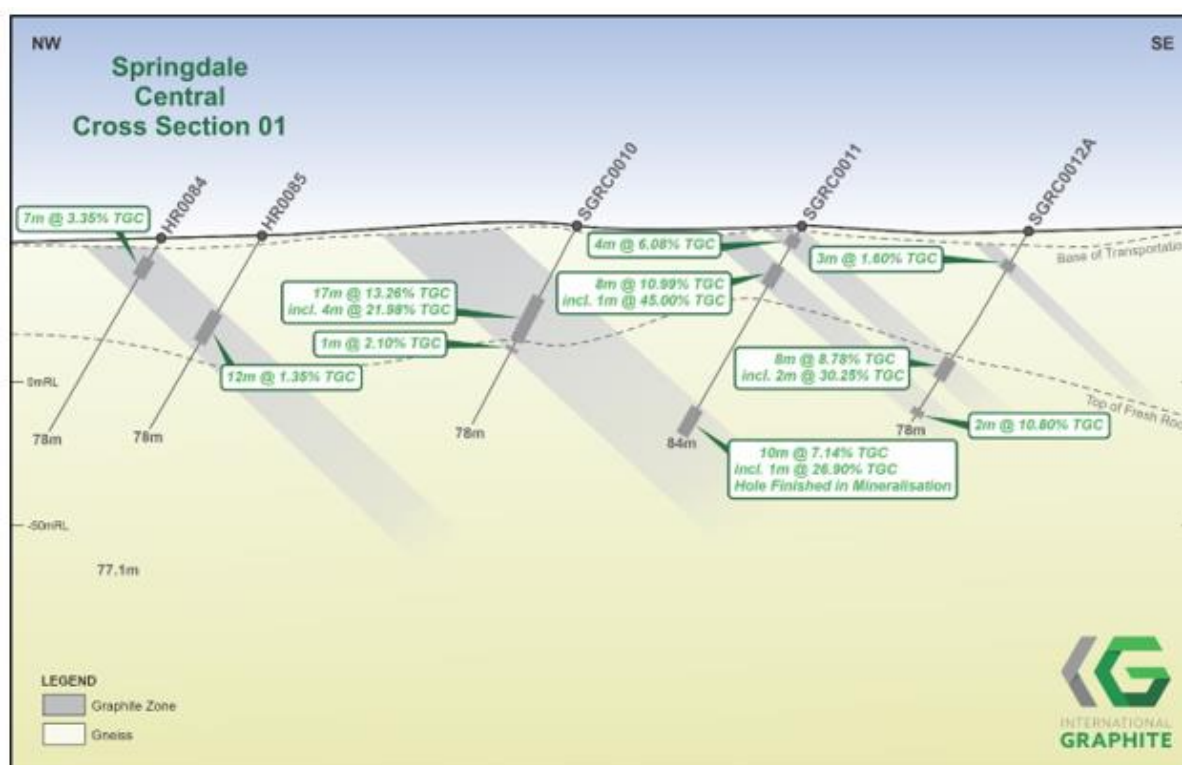 NW
SE
Springdale
Central
Cross Section 01
HR0084
HR0085
SGRC0010
SGRC0011
SGRC0012A
7m @ 3.35% TGC
4m @ 6.08% TGC
Base of Transportation
3m @ 1.60% TGC
8m @ 10.99% TGC
incl. 1m @ 45.00% TGC
17m @ 13.26% TGC
incl. 4m @ 21.98% TGC
1m @ 2.10% TGC
8m @ 8.78% TGC
incl. 2m @ 30.25% TGC
12m @ 1.35% TGC
0mRL
Top of Fresh Roc
2m @ 10.80% TGC
78m
78m
78m
84m
78m
10m @ 7.14% TGC
incl. 1m @ 26.90% TGC
Hole Finished in Mineralisation
-50mRL
77.1m
LEGEND
Graphite Zone
Gneiss
INTERNATIONAL
GRAPHITE